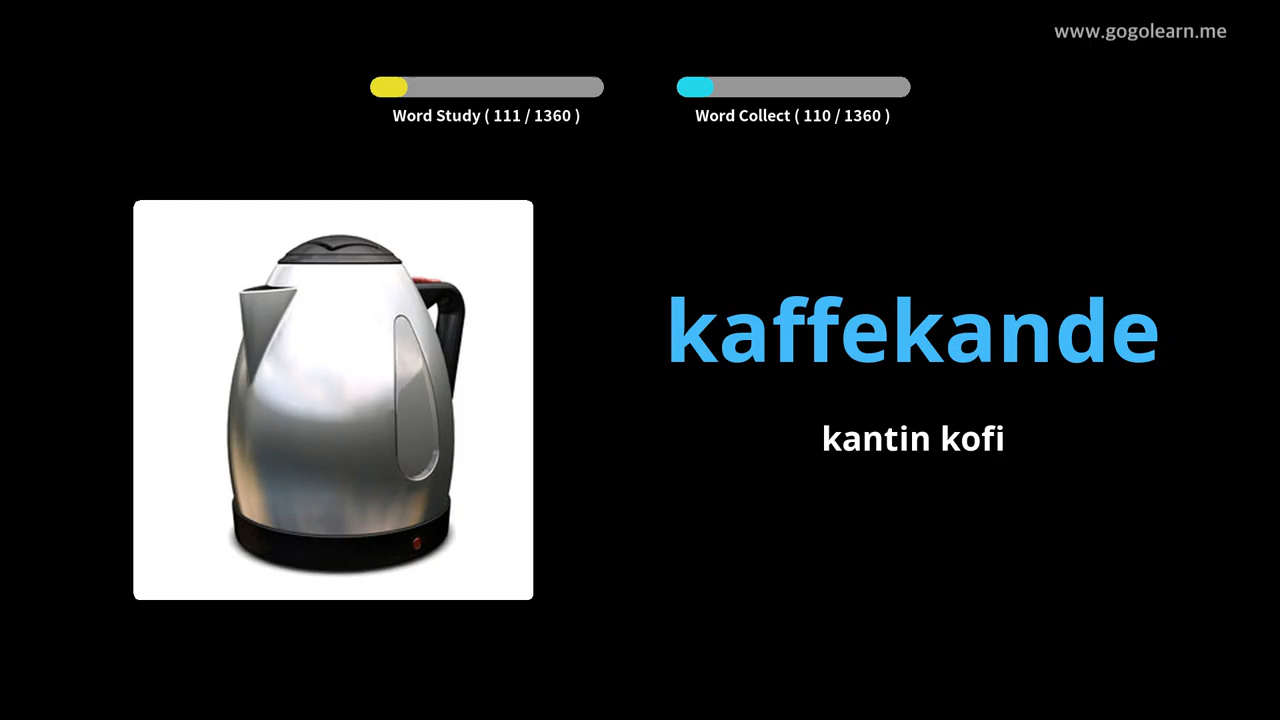 www.gogolearn.me
Word Study ( 111 / 1360 )
Word Collect ( 110 / 1360 )
kaffekande
kantin kofi